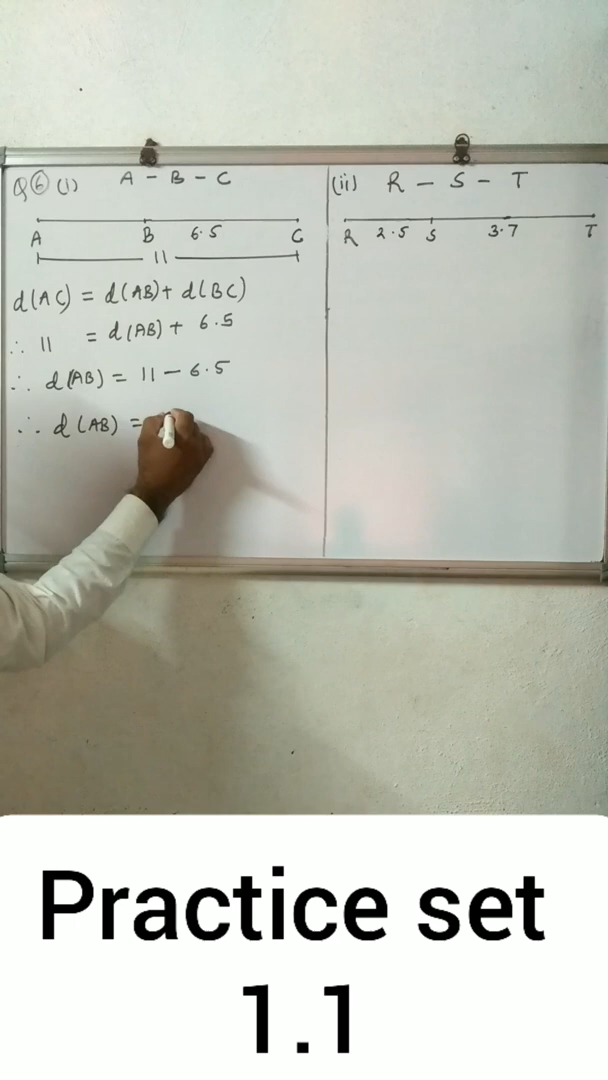 Q 6 (i) A - B - C
A B 6.5 C
11
d(AC) = d(AB) + d(BC)
∴ 11 = d(AB) + 6.5
∴ d(AB) = 11 - 6.5
∴ d(AB) =
(ii) R - S - T
R 2.5 S 3.7 T
Practice set
1.1